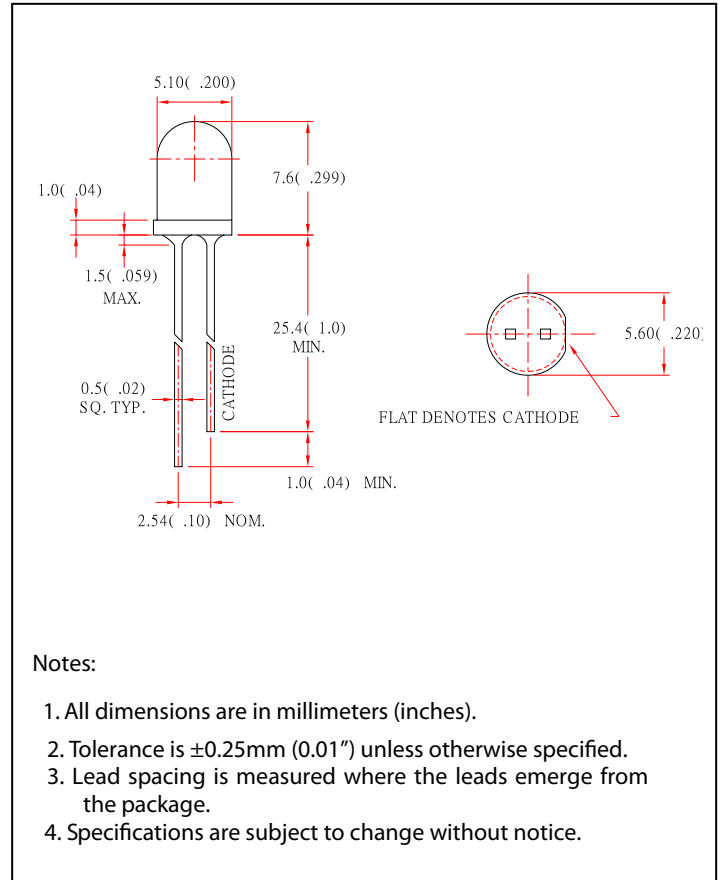 5.10( .200)
7.6( .299)
1.0( .04)
1.5( .059)
MAX.
25.4( 1.0)
MIN.
5.60( .220)
0.5( .02)
SQ. TYP.
CATHODE
FLAT DENOTES CATHODE
1.0( .04) MIN.
2.54( .10) NOM.
Notes:
1. All dimensions are in millimeters (inches).
2. Tolerance is ±0.25mm (0.01″) unless otherwise specified.
3. Lead spacing is measured where the leads emerge from
the package.
4. Specifications are subject to change without notice.